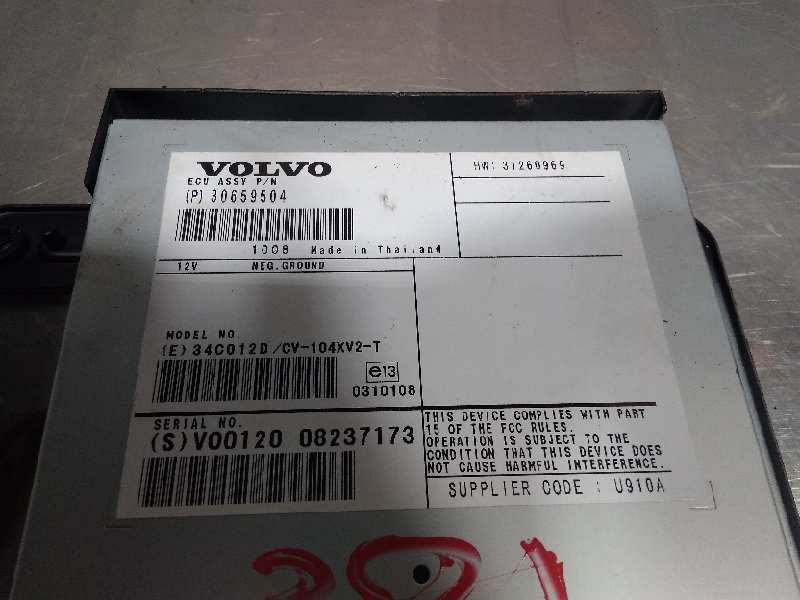 VOLVO
ECU ASSY P/N
(P) 30659504
HW: 37260969
1008 Made in Thailand
12V NEG.GROUND
MODEL NO.
(E) 34C012D/CV-104XV2-T
e13
0310108
SERIAL NO.
(S)V00120 08237173
THIS DEVICE COMPLIES WITH PART
15 OF THE FCC RULES.
OPERATION IS SUBJECT TO THE
CONDITION THAT THIS DEVICE DOES
NOT CAUSE HARMFUL INTERFERENCE.
SUPPLIER CODE : U910A